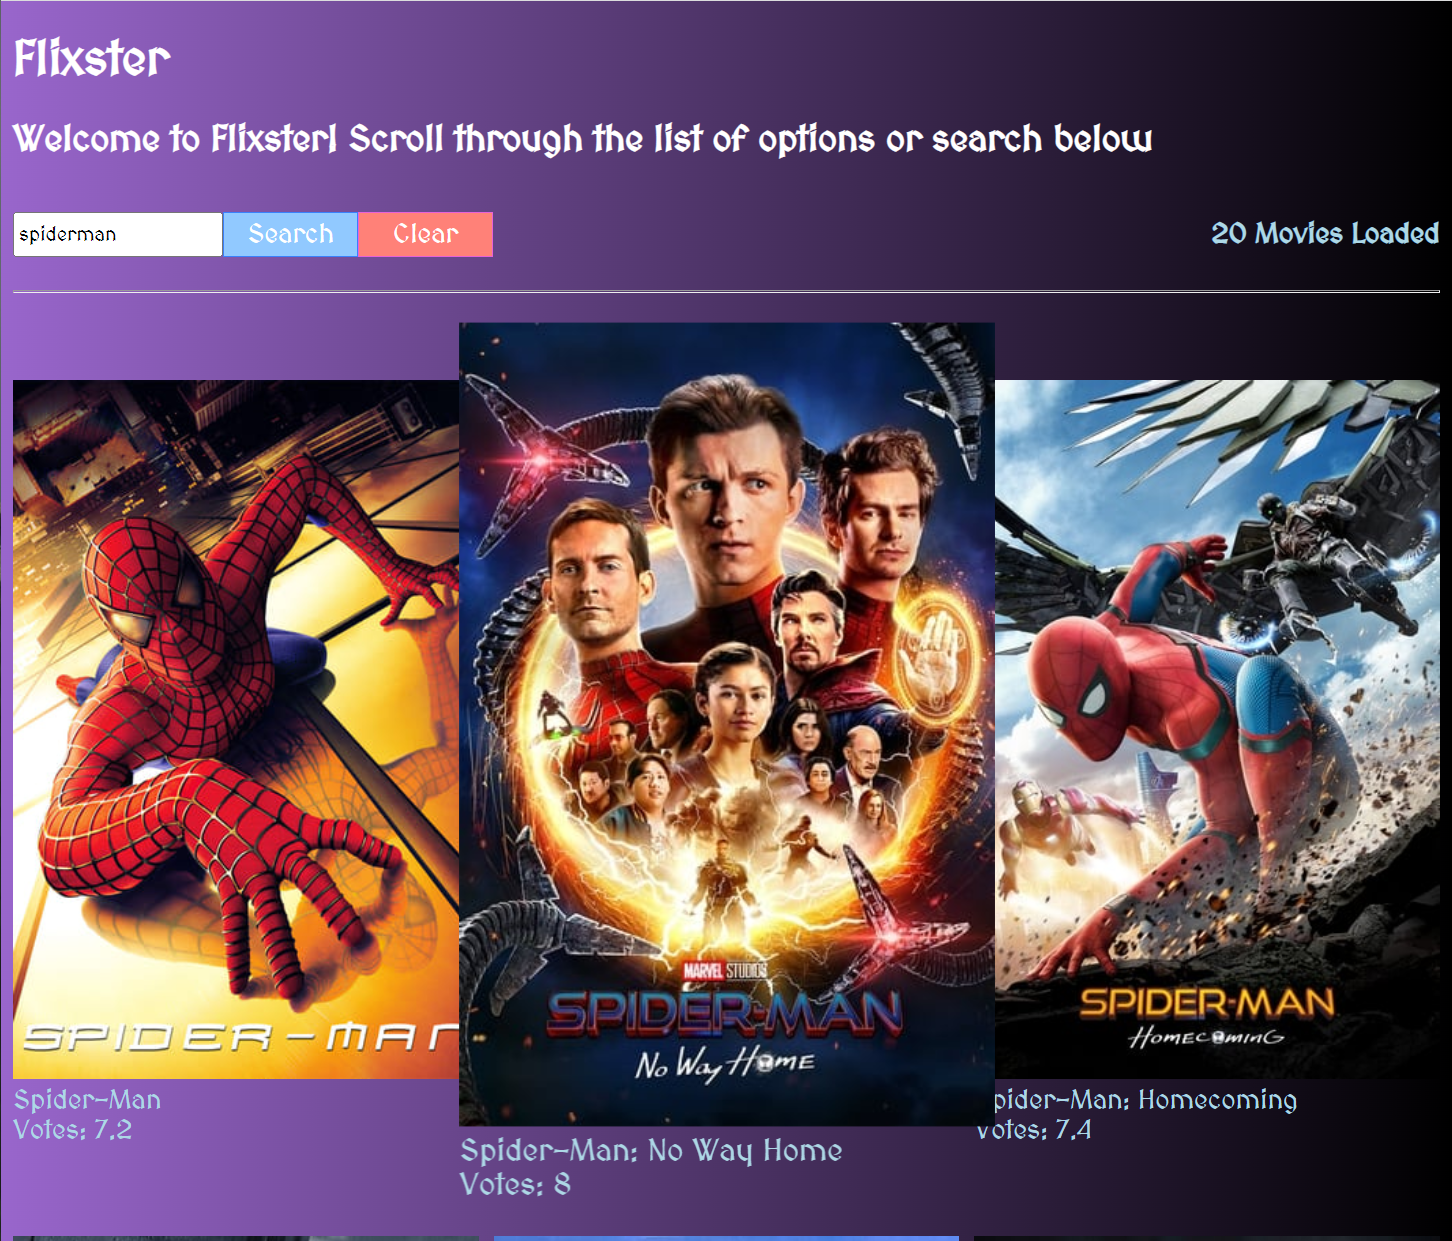 Flixster
Welcome to Flixster! Scroll through the list of options or search below
spiderman
Search
Clear
20 Movies Loaded
SPIDER-MAN
MARVEL STUDIOS
SPIDER-MAN
NO WAY HOME
SPIDER-MAN
HOMECOMING
Spider-Man
Votes: 7.2
Spider-Man: No Way Home
Votes: 8
pider-Man: Homecoming
Votes: 7.4